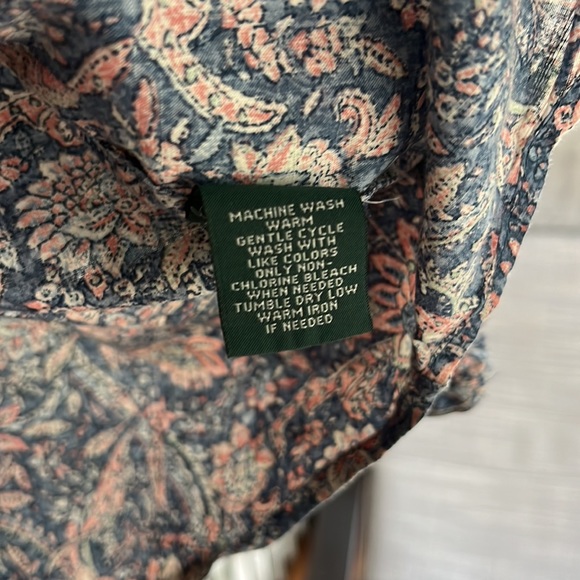 MACHINE WASH
WARM
GENTLE CYCLE
WASH WITH
LIKE COLORS
ONLY NON-
CHLORINE BLEACH
WHEN NEEDED
TUMBLE DRY LOW
WARM IRON
IF NEEDED